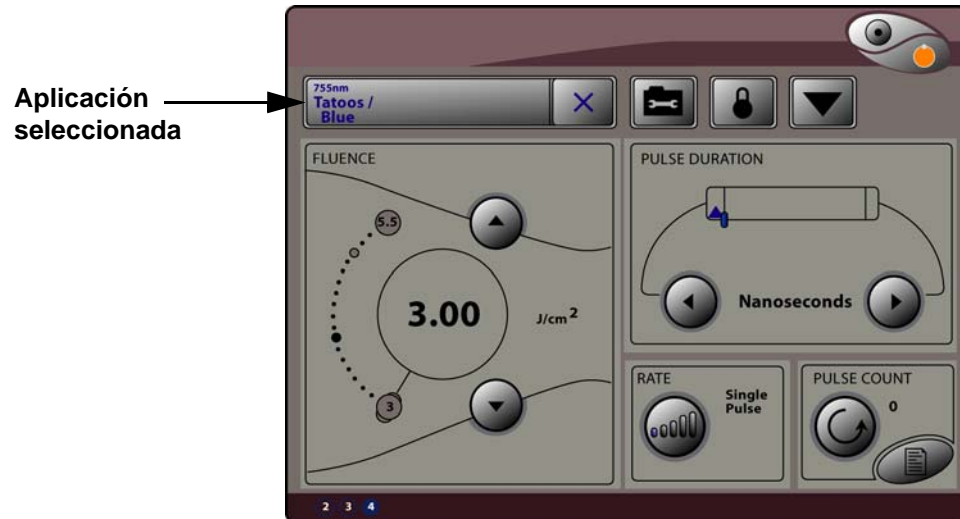 Aplicación
seleccionada
755nm
Tatoos /
Blue
FLUENCE
5.5
3.00
J/cm2
3
PULSE DURATION
Nanoseconds
RATE
Single
Pulse
PULSE COUNT
0
2 3 4